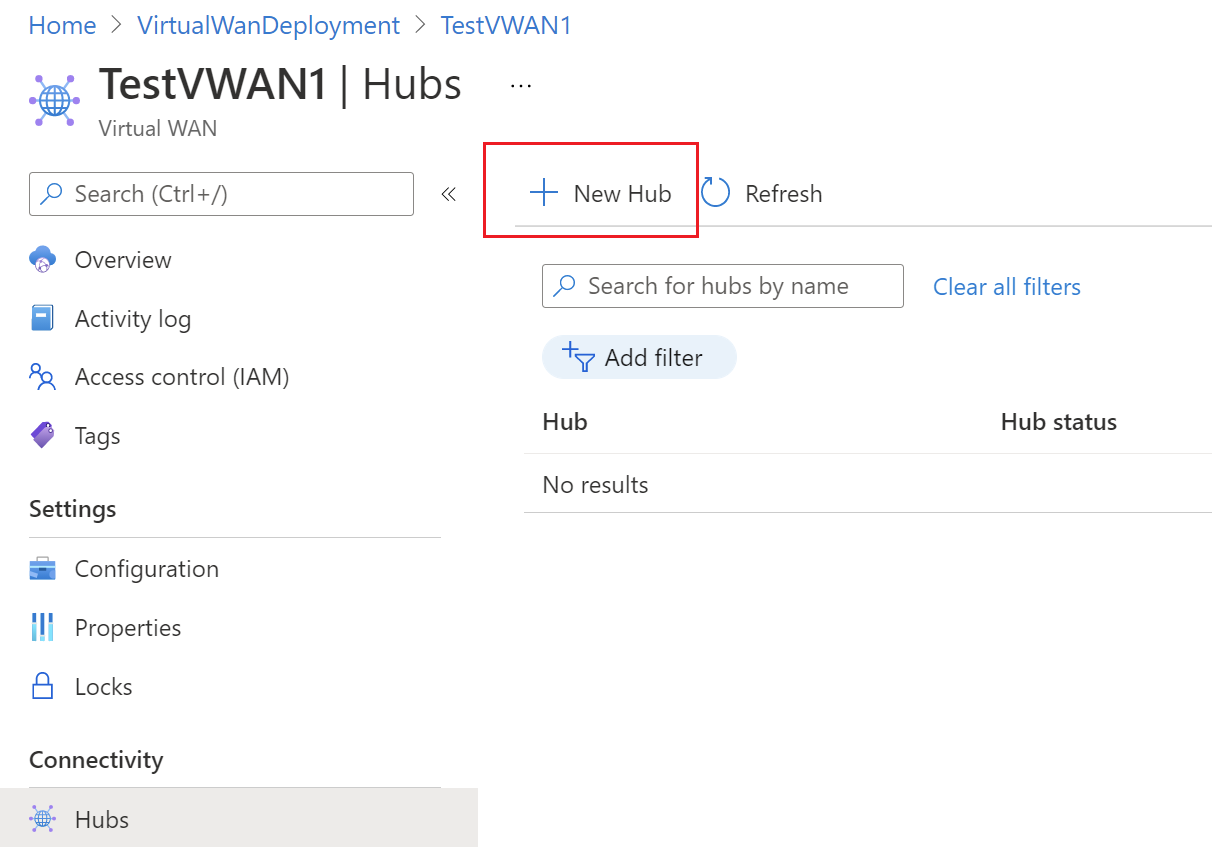 Home > VirtualWanDeployment > TestVWAN1
TestVWAN1 | Hubs ...
Virtual WAN
Search (Ctrl+/) «
Overview
Activity log
Access control (IAM)
Tags
Settings
Configuration
Properties
Locks
Connectivity
Hubs
+ New Hub Refresh
Search for hubs by name Clear all filters
Add filter
Hub Hub status
No results